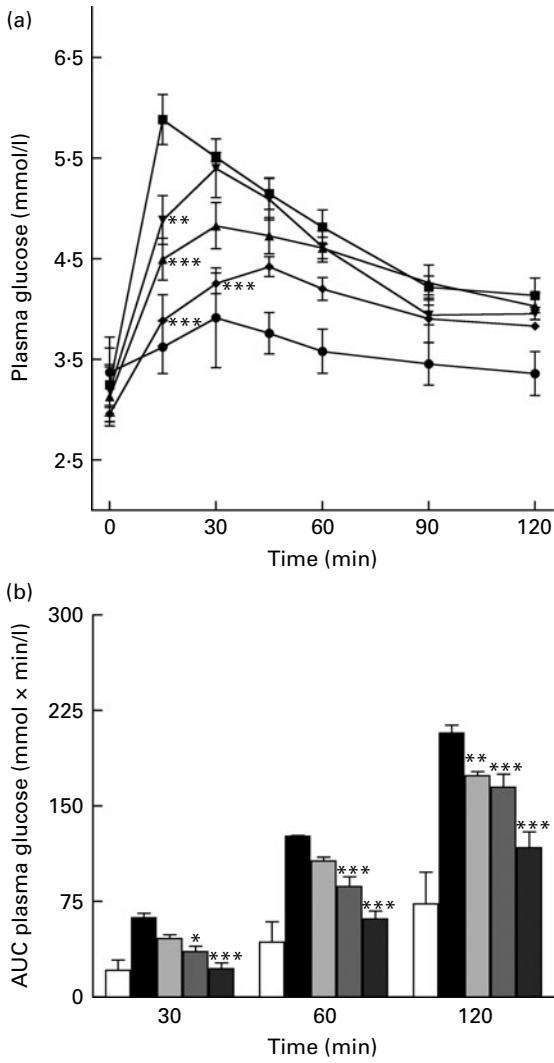 (a)
6·5
5·5
4·5
3·5
2·5
Plasma glucose (mmol/l)
**
***
***
***
0 30 60 90 120
Time (min)
(b)
300
225
150
75
0
AUC plasma glucose (mmol × min/l)
* *** *** *** ** *** ***
30 60 120
Time (min)